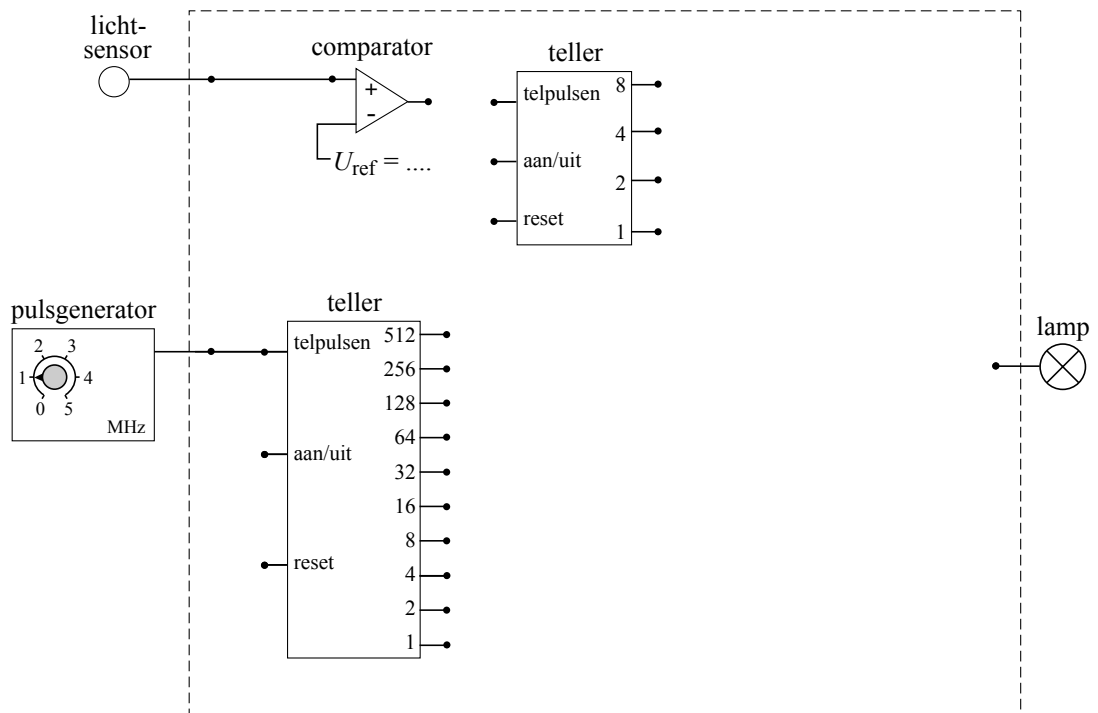 licht-
sensor
comparator
+
-
U ref = ....
teller
telpulsen
aan/uit
reset
8
4
2
1
pulsgenerator
2 3
1 4
0 5
MHz
teller
telpulsen
aan/uit
reset
512
256
128
64
32
16
8
4
2
1
lamp